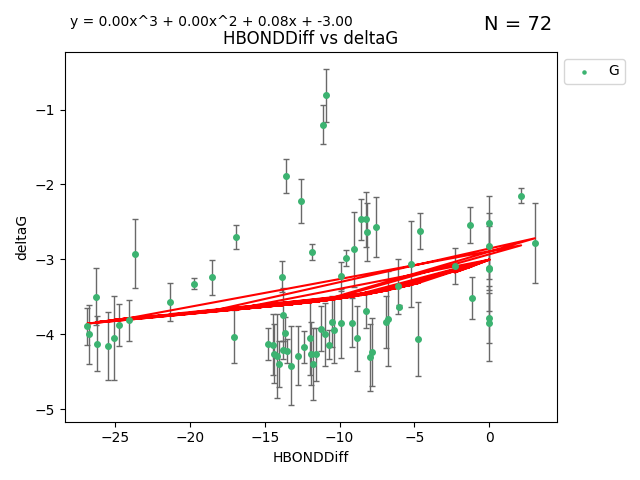 y = 0.00x^3 + 0.00x^2 + 0.08x + -3.00
N = 72
HBONDDiff vs deltaG
G
deltaG
−1
−2
−3
−4
−5
−25
−20
−15
−10
−5
0
HBONDDiff